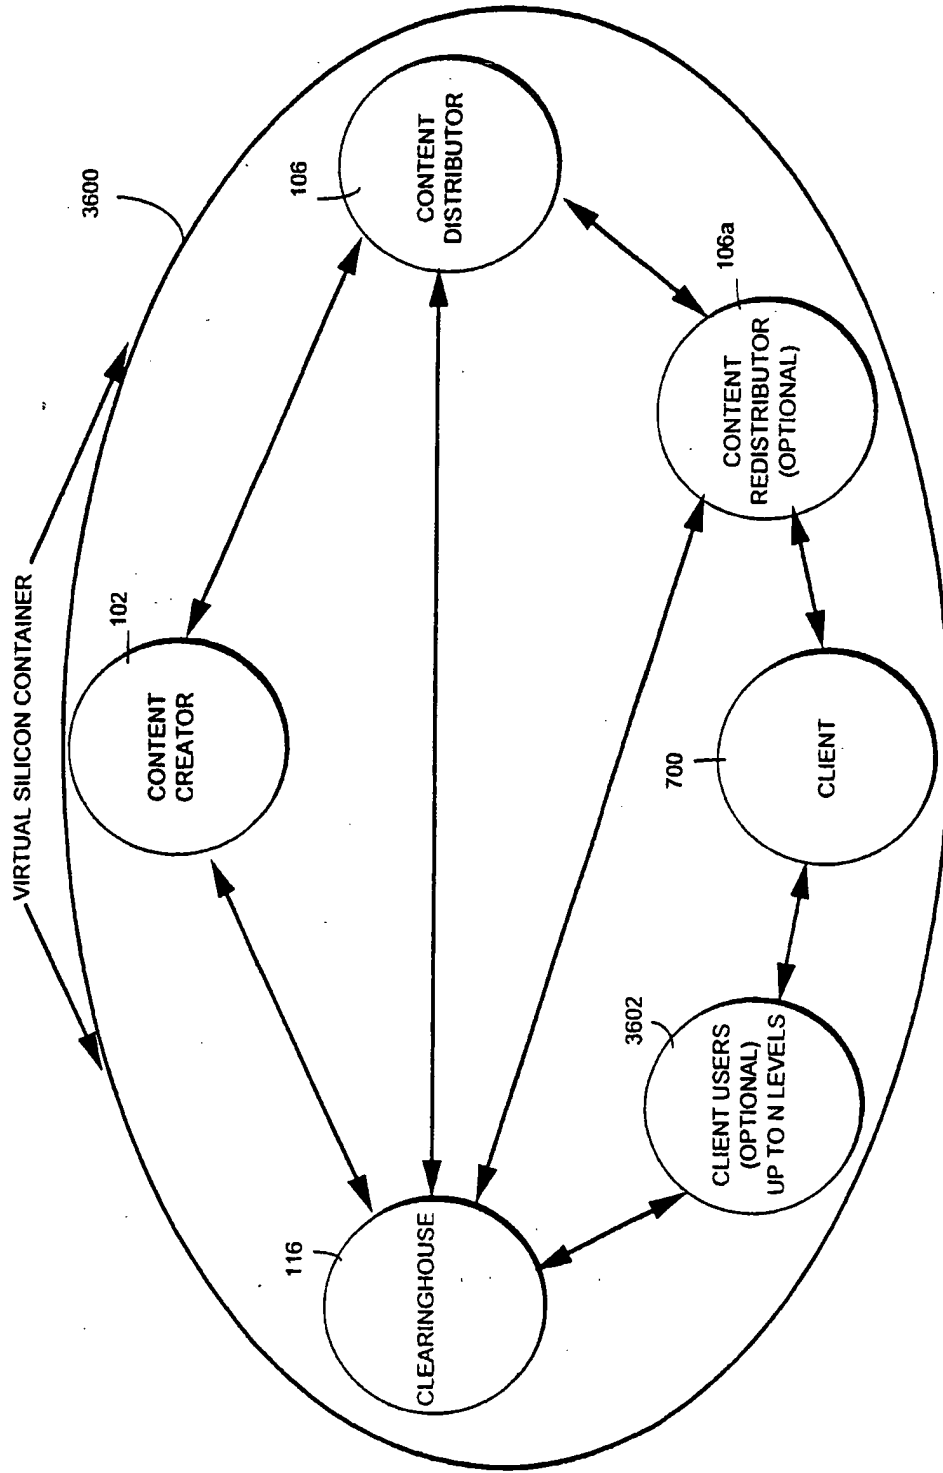 VIRTUAL SILICON CONTAINER
3600
102
CONTENT
CREATOR
106
CONTENT
DISTRIBUTOR
116
CLEARINGHOUSE
106a
CONTENT
REDISTRIBUTOR
(OPTIONAL)
3602
CLIENT USERS
(OPTIONAL)
UP TO N LEVELS
700
CLIENT